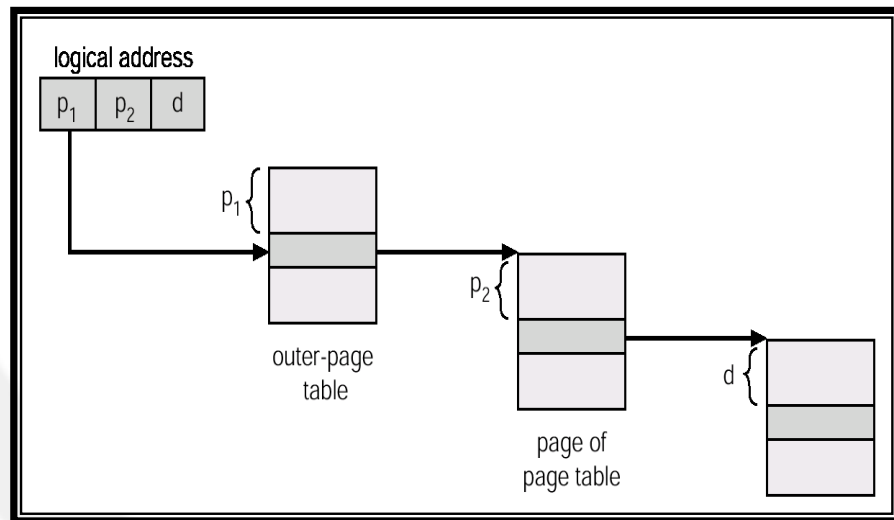 logical address
p₁ p₂ d
p₁
outer-page
table
p₂
page of
page table
d